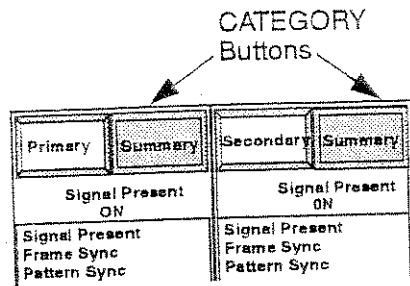 CATEGORY
Buttons
Primary Summary Secondary Summary
Signal Present Signal Present
ON ON
Signal Present Signal Present
Frame Sync Frame Sync
Pattern Sync Pattern Sync